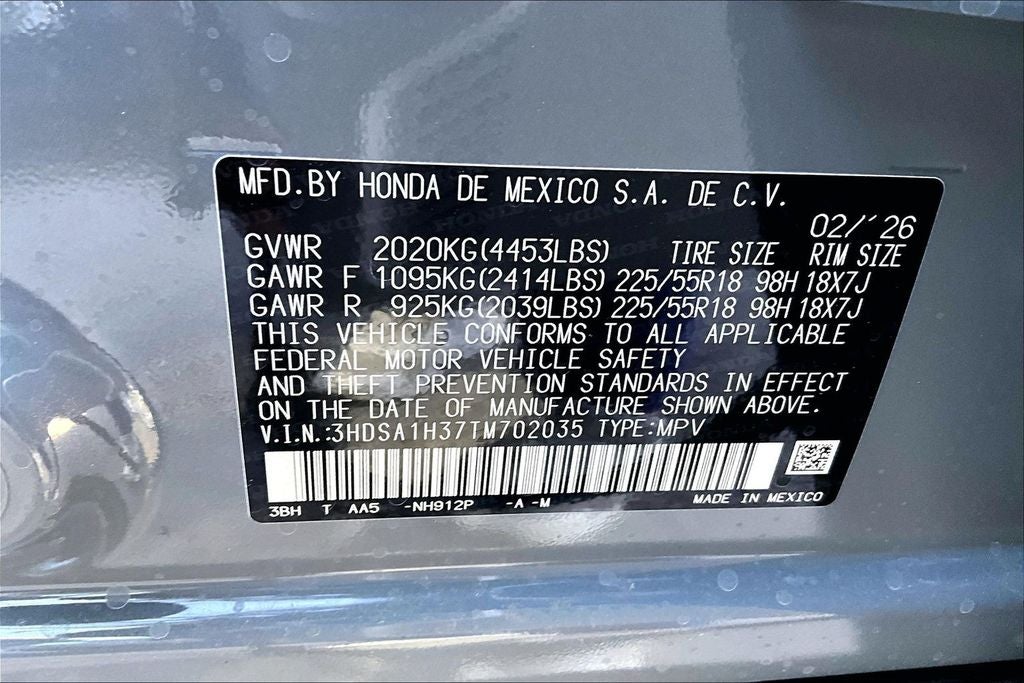 MFD.BY HONDA DE MEXICO S.A. DE C.V.
02/'26
GVWR 2020KG(4453LBS) TIRE SIZE RIM SIZE
GAWR F 1095KG(2414LBS) 225/55R18 98H 18X7J
GAWR R 925KG(2039LBS) 225/55R18 98H 18X7J
THIS VEHICLE CONFORMS TO ALL APPLICABLE
FEDERAL MOTOR VEHICLE SAFETY
AND THEFT PREVENTION STANDARDS IN EFFECT
ON THE DATE OF MANUFACTURE SHOWN ABOVE.
V.I.N.:3HDSA1H37TM702035 TYPE:MPV
3BH T AA5 -NH912P -A -M MADE IN MEXICO